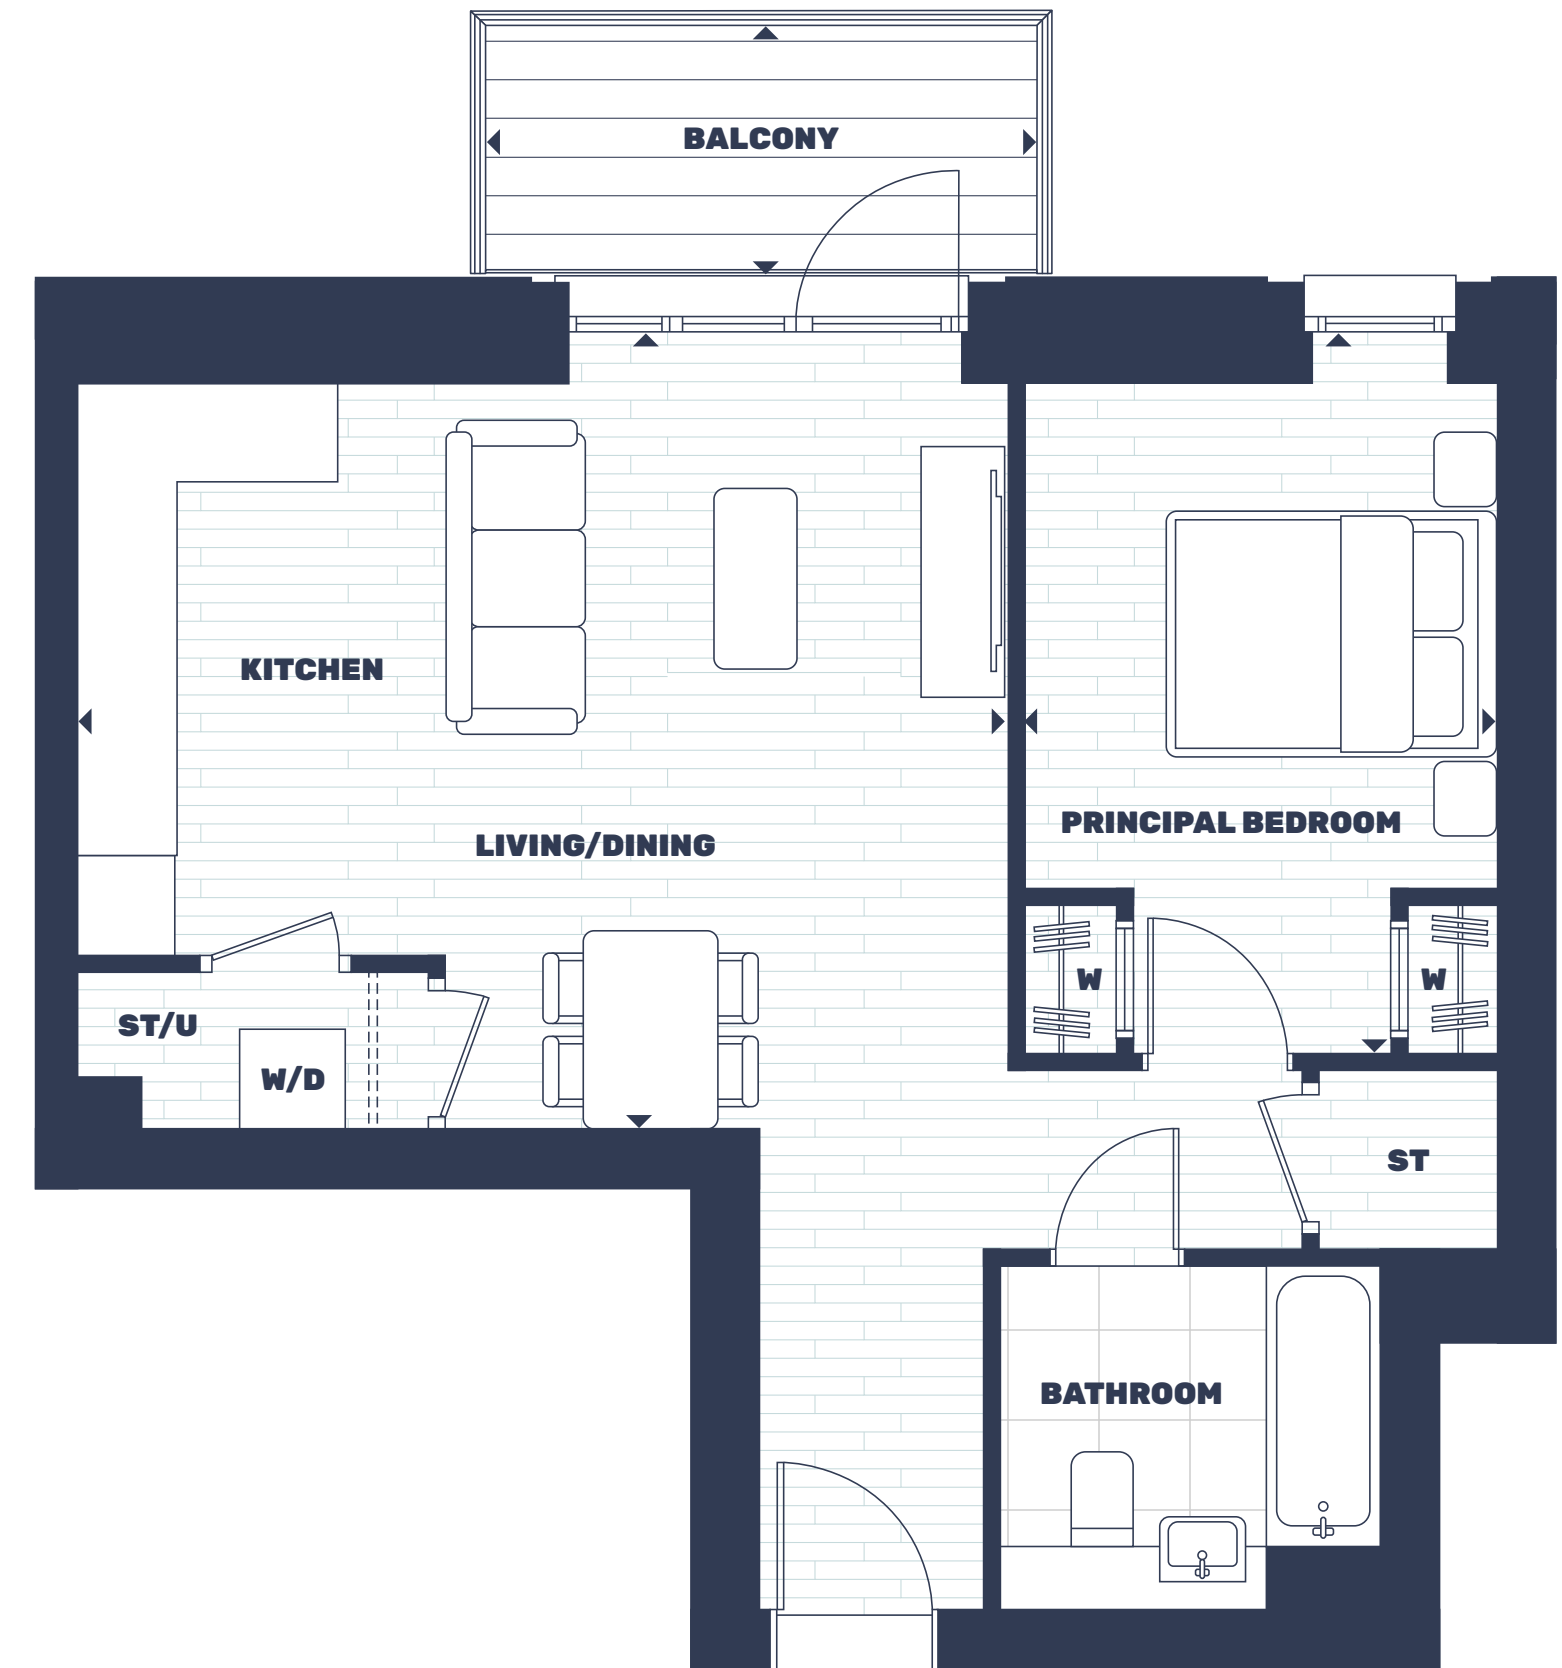 BALCONY
KITCHEN
PRINCIPAL BEDROOM
LIVING/DINING
W
W
ST/U
W/D
ST
BATHROOM